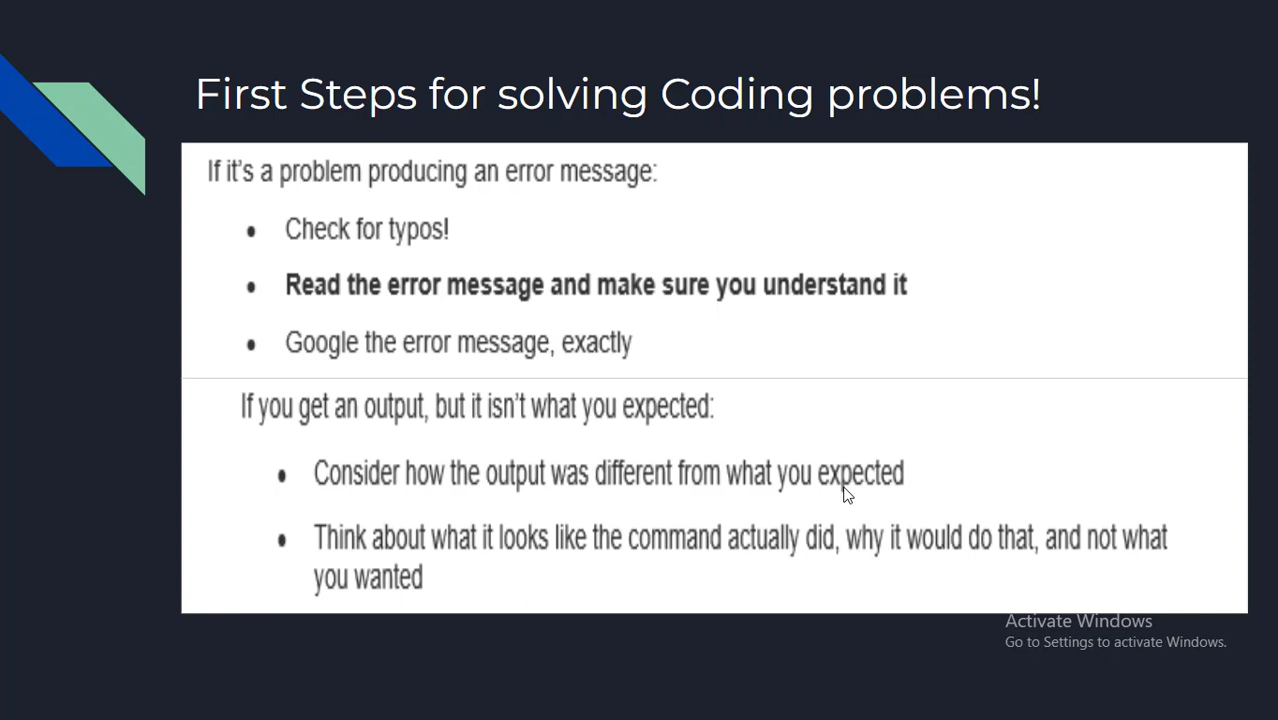 First Steps for solving Coding problems!
If it's a problem producing an error message:
• Check for typos!
• Read the error message and make sure you understand it
• Google the error message, exactly
If you get an output, but it isn't what you expected:
• Consider how the output was different from what you expected
• Think about what it looks like the command actually did, why it would do that, and not what
you wanted
Activate Windows
Go to Settings to activate Windows.